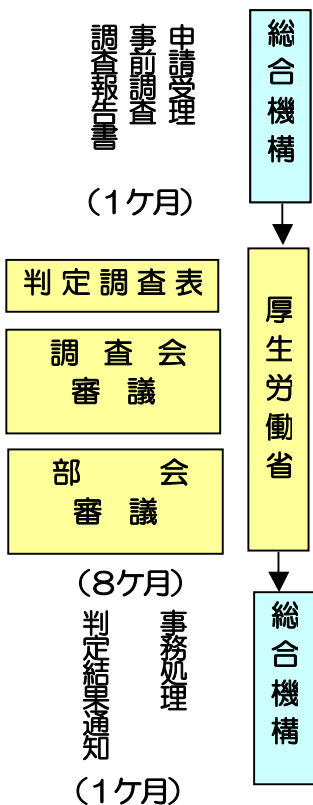 総合機構
申請受理
事前調査
調査報告書
（1ケ月）
厚生労働省
判定調査表
調査会
審議
部会
審議
（8ケ月）
総合機構
事務処理
判定結果通知
（1ケ月）